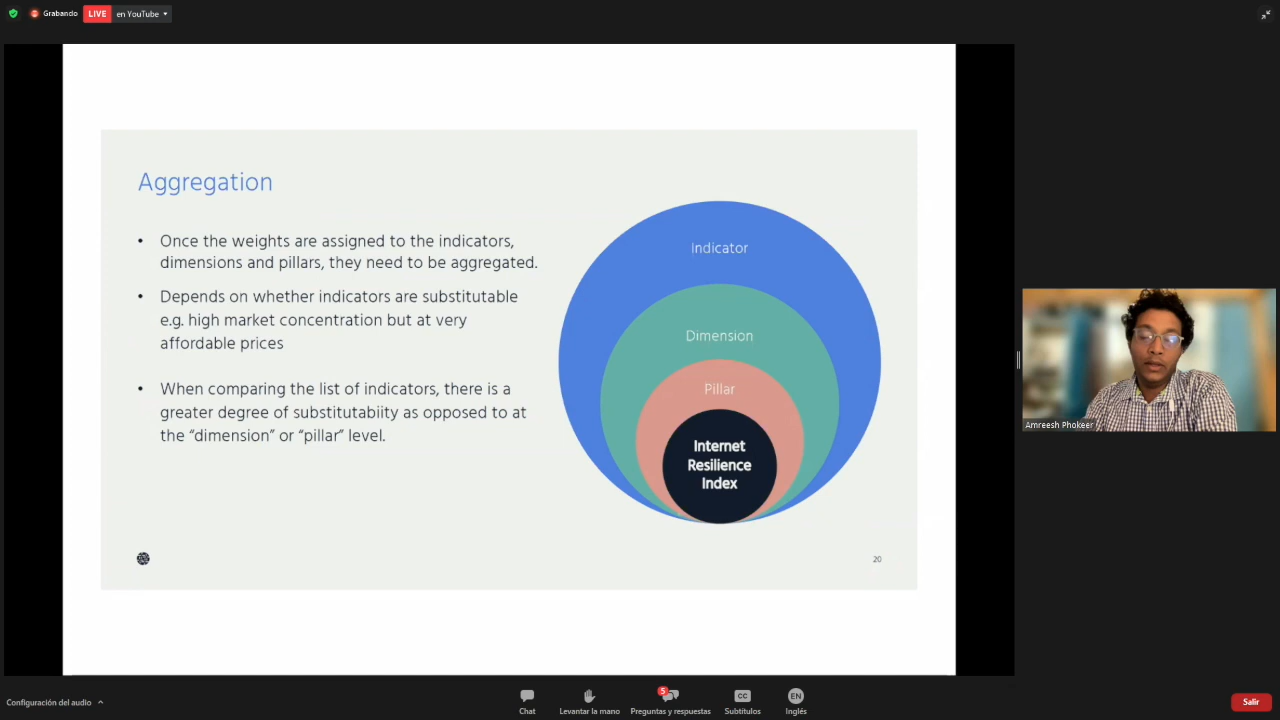 Grabando
LIVE
en YouTube
Aggregation
• Once the weights are assigned to the indicators,
dimensions and pillars, they need to be aggregated.
• Depends on whether indicators are substitutable
e.g. high market concentration but at very
affordable prices
• When comparing the list of indicators, there is a
greater degree of substitutabiity as opposed to at
the “dimension” or “pillar” level.
Indicator
Dimension
Pillar
Internet
Resilience
Index
20
Amreesh Phokeer
Configuración del audio
Chat
Levantar la mano
5
Preguntas y respuestas
CC
Subtítulos
EN
Inglés
Salir